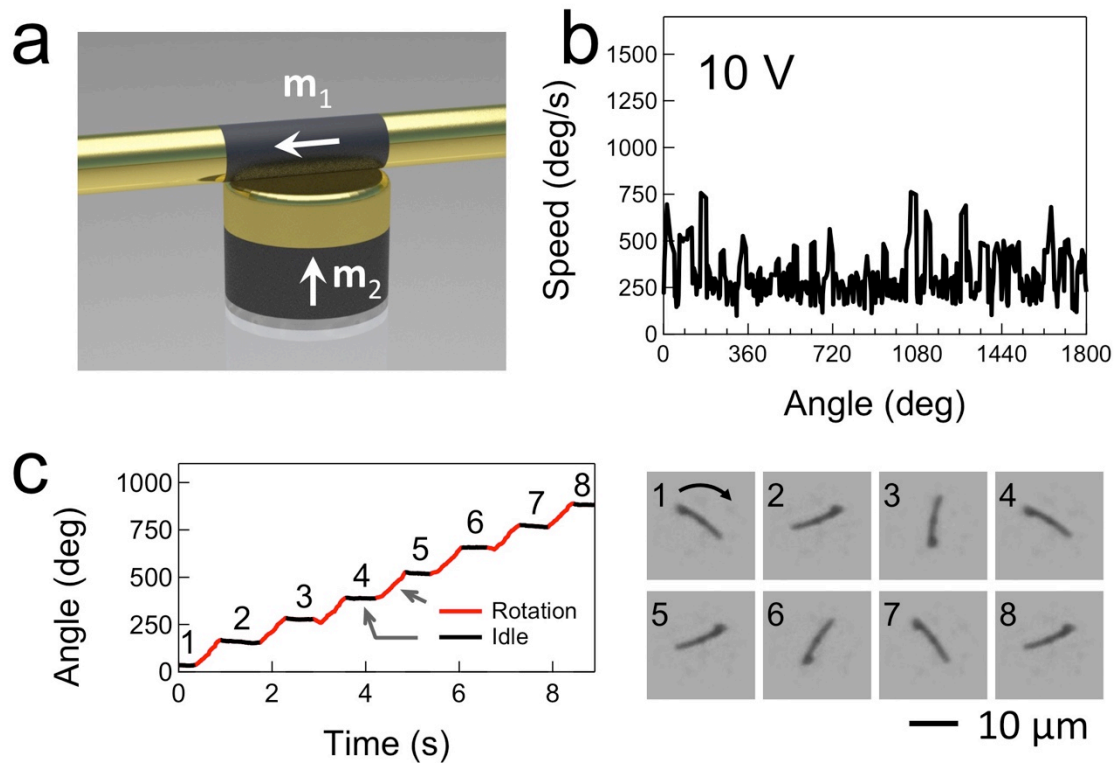 a
m1
m2
b
10 V
Speed (deg/s)
1500
1250
1000
750
500
250
0
0 360 720 1080 1440 1800
Angle (deg)
c
Angle (deg)
1000
750
500
250
0
1 2 3 4 5 6 7 8
Rotation
Idle
0 2 4 6 8
Time (s)
1 2 3 4
5 6 7 8
10 μm